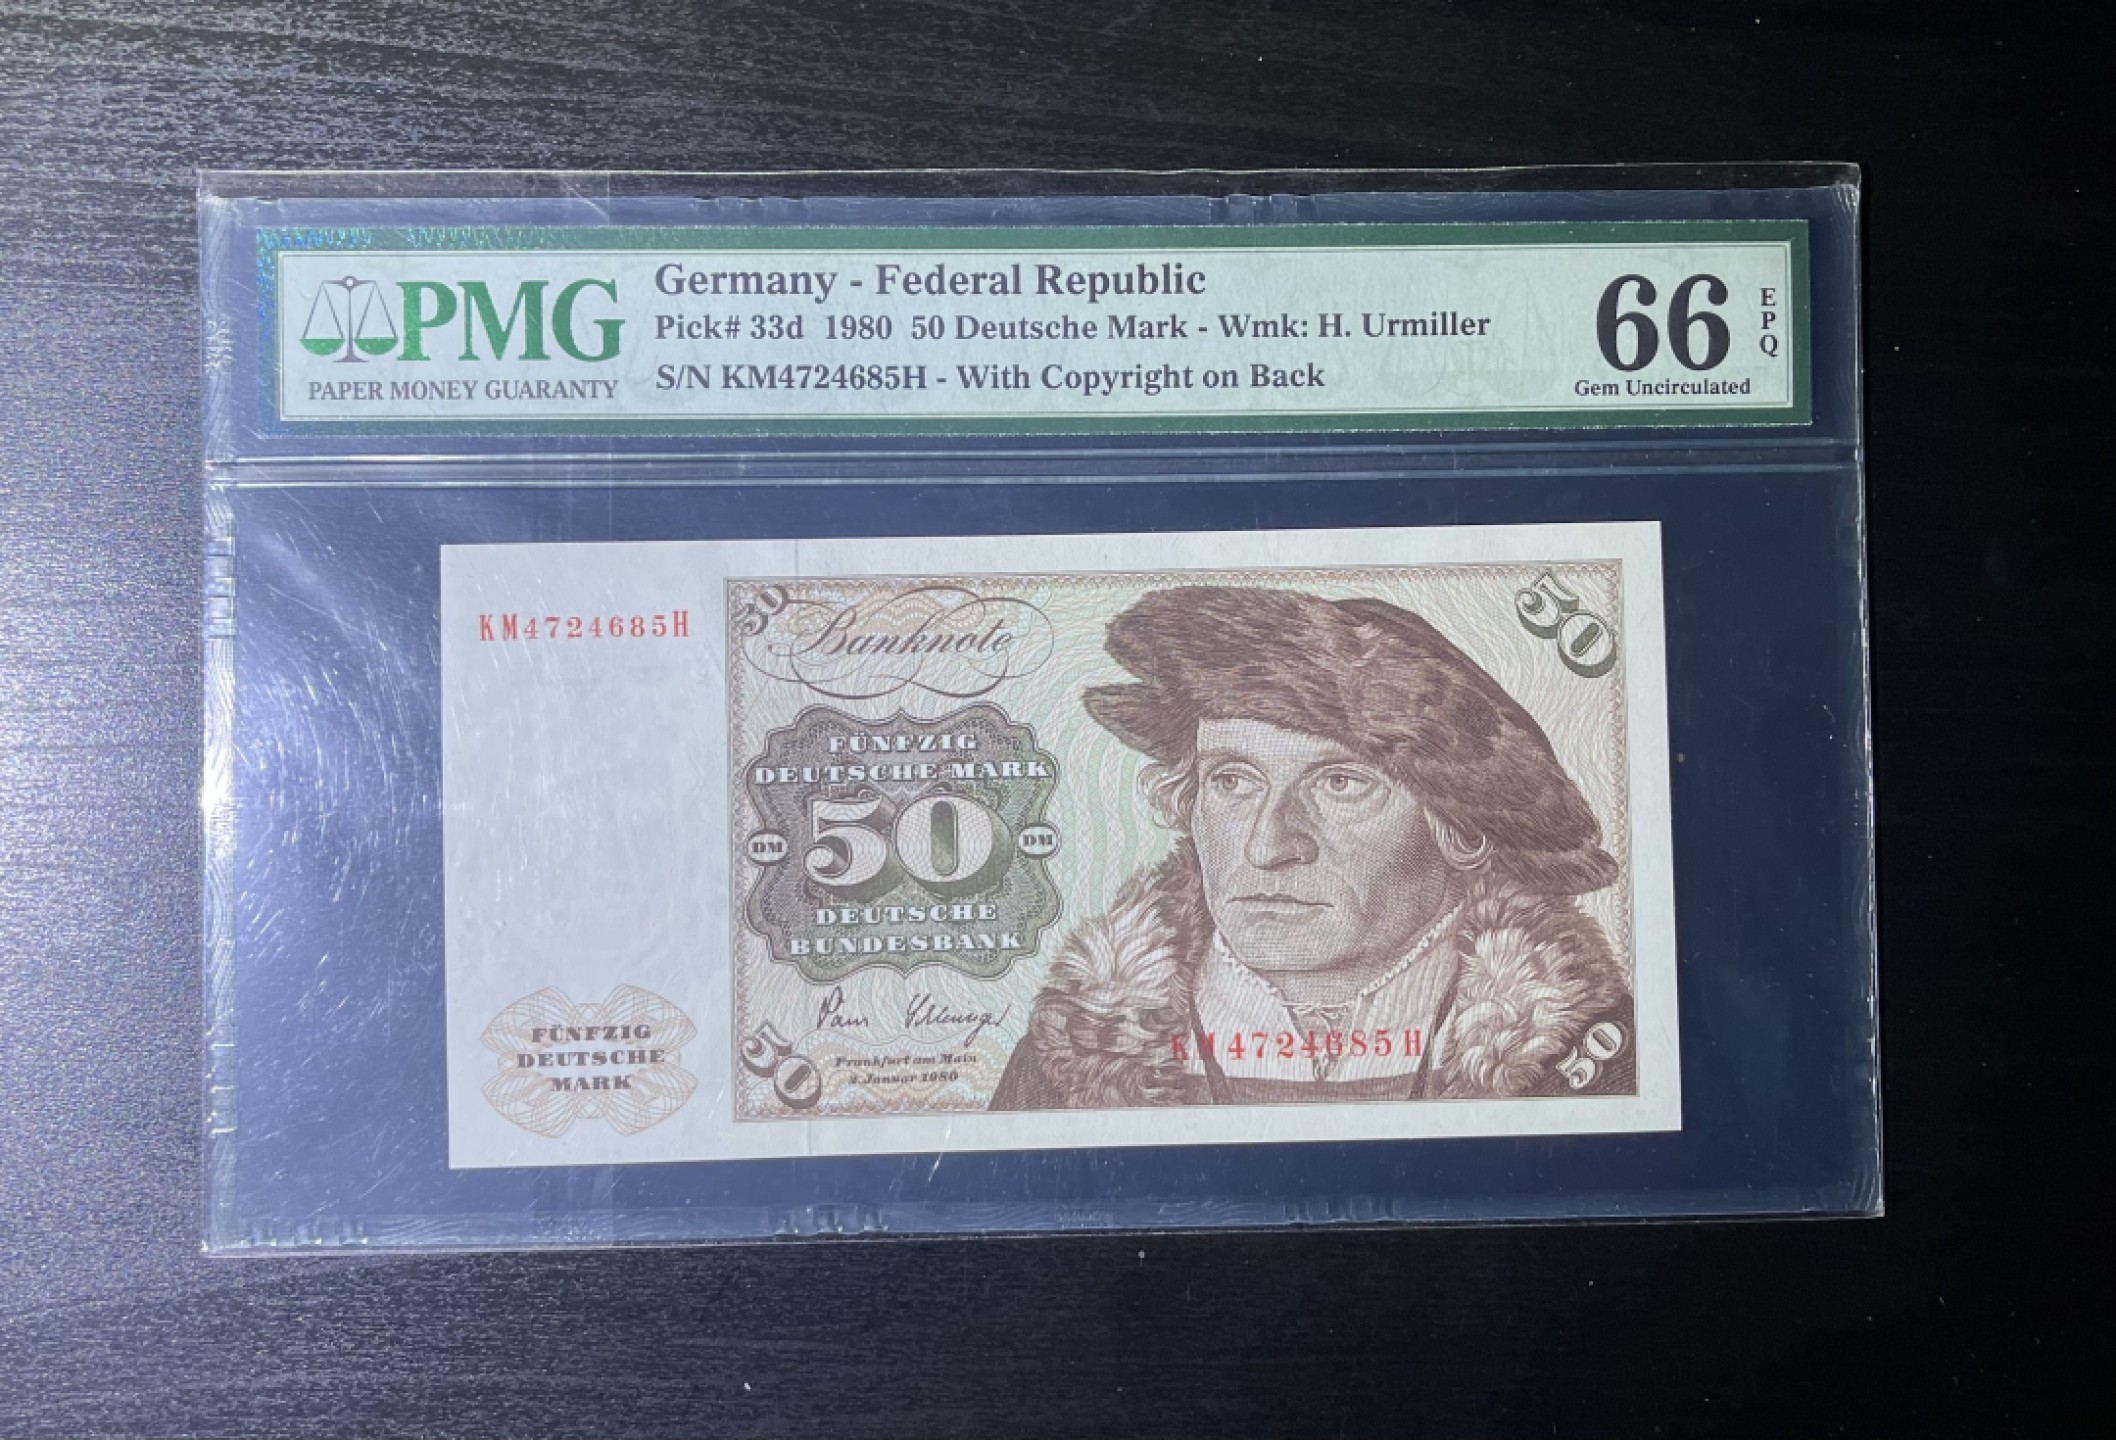 PMG
PAPER MONEY GUARANTY
Germany - Federal Republic
Pick# 33d 1980 50 Deutsche Mark - Wmk: H. Urmiller
S/N KM4724685H - With Copyright on Back
66
EPQ
Gem Uncirculated
KM4724685H
50
Banknote
50
FÜNFZIG
DEUTSCHE MARK
DM
50
DM
DEUTSCHE
BUNDESBANK
Frankfurt am Main
2. Januar 1980
FÜNFZIG
DEUTSCHE
MARK
50
KM4724685H
50